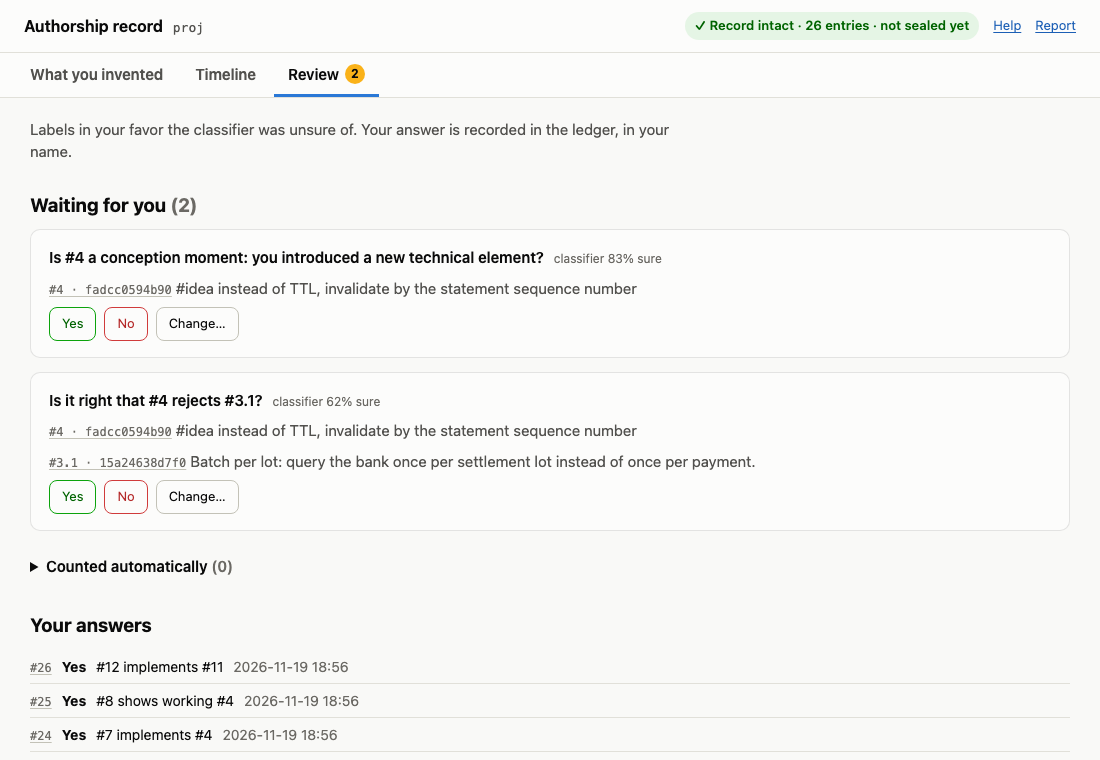 Authorship record proj
✓ Record intact · 26 entries · not sealed yet
Help
Report
What you invented
Timeline
Review 2
Labels in your favor the classifier was unsure of. Your answer is recorded in the ledger, in your
name.
Waiting for you (2)
Is #4 a conception moment: you introduced a new technical element? classifier 83% sure
#4 · fadcc0594b90 #idea instead of TTL, invalidate by the statement sequence number
Yes
No
Change...
Is it right that #4 rejects #3.1? classifier 62% sure
#4 · fadcc0594b90 #idea instead of TTL, invalidate by the statement sequence number
#3.1 · 15a24638d7f0 Batch per lot: query the bank once per settlement lot instead of once per payment.
Yes
No
Change...
Counted automatically (0)
Your answers
#26 Yes #12 implements #11 2026-11-19 18:56
#25 Yes #8 shows working #4 2026-11-19 18:56
#24 Yes #7 implements #4 2026-11-19 18:56